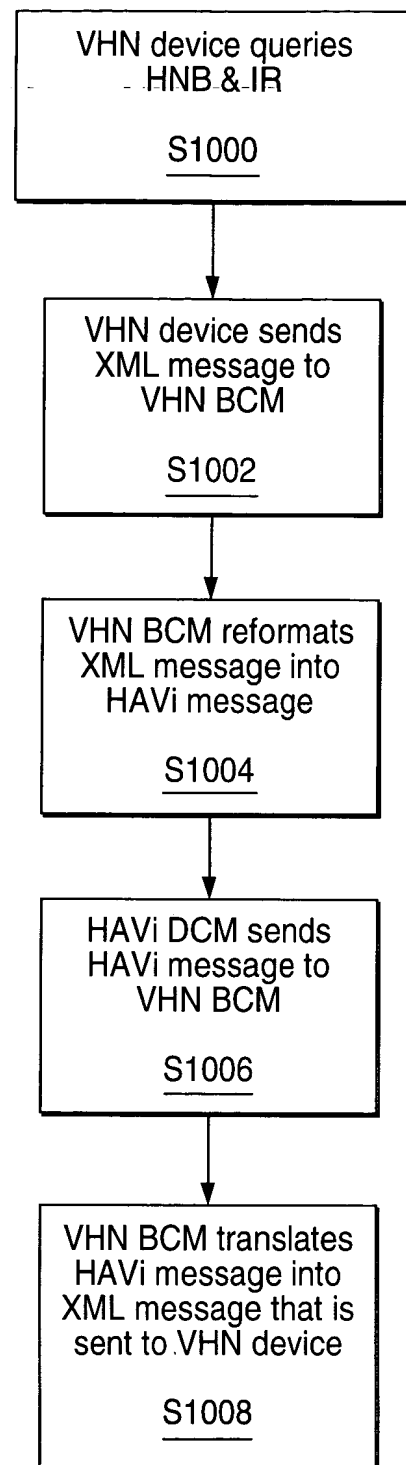 VHN device queries
HNB & IR
S1000
VHN device sends
XML message to
VHN BCM
S1002
VHN BCM reformats
XML message into
HAVi message
S1004
HAVi DCM sends
HAVi message to
VHN BCM
S1006
VHN BCM translates
HAVi message into
XML message that is
sent to VHN device
S1008